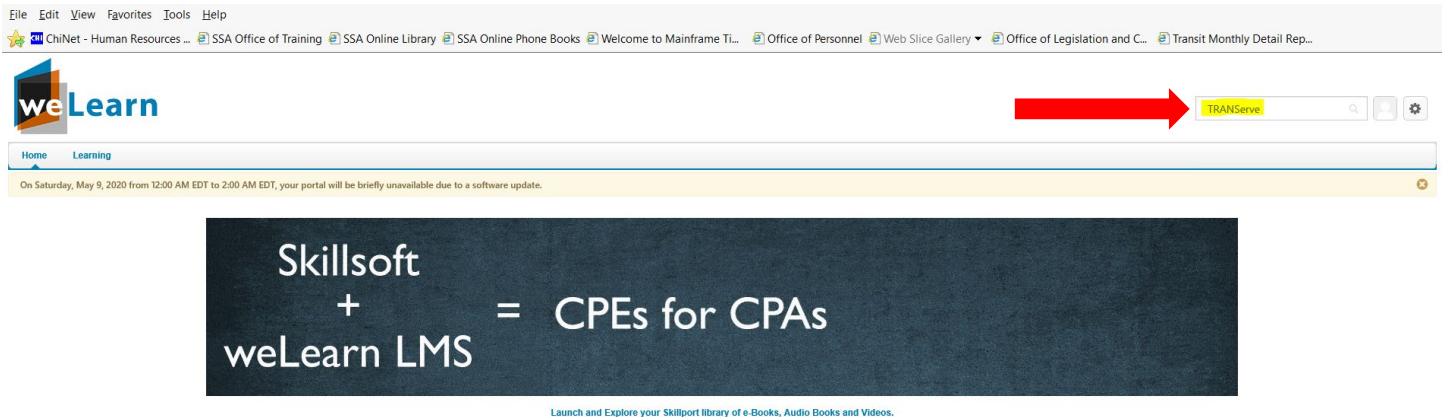 File Edit View Favorites Tools Help
CHI ChiNet - Human Resources ... SSA Office of Training SSA Online Library SSA Online Phone Books Welcome to Mainframe Ti... Office of Personnel Web Slice Gallery Office of Legislation and C... Transit Monthly Detail Rep...
weLearn
TRANServe
Home Learning
On Saturday, May 9, 2020 from 12:00 AM EDT to 2:00 AM EDT, your portal will be briefly unavailable due to a software update.
Skillsoft
+
weLearn LMS
= CPEs for CPAs
Launch and Explore your Skillport library of e-Books, Audio Books and Videos.